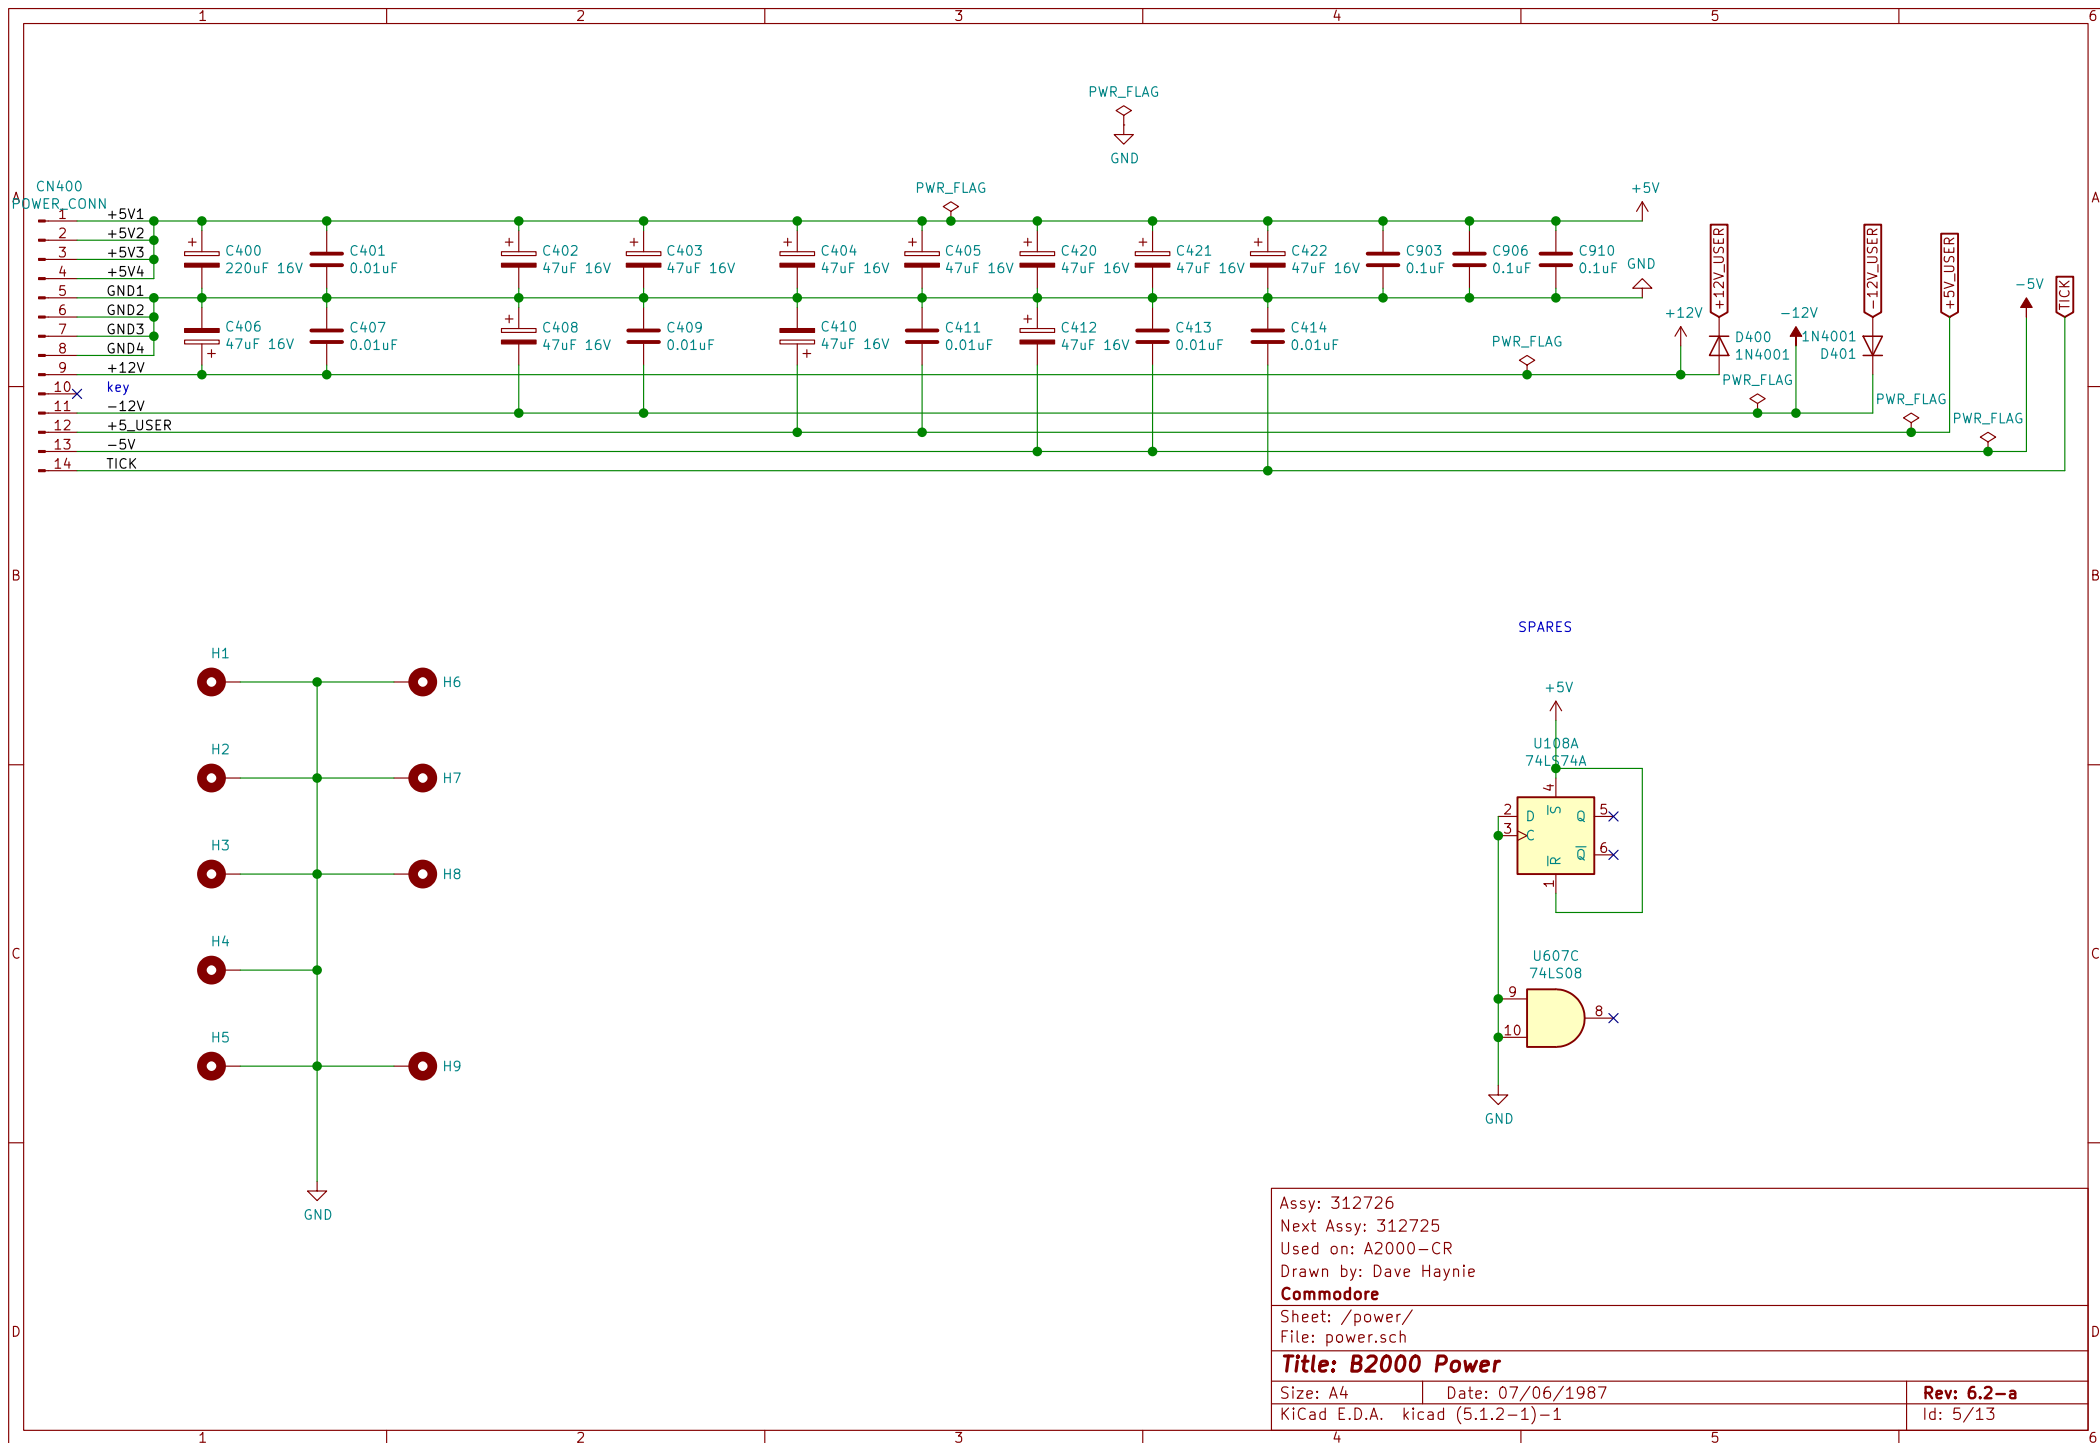 1 2 3 4 5 6
PWR_FLAG
GND
CN400
POWER_CONN
A A
PWR_FLAG
+5V
1 +5V1
2 +5V2
3 +5V3
4 +5V4
5 GND1
6 GND2
7 GND3
8 GND4
9 +12V
10 key
11 -12V
12 +5_USER
13 -5V
14 TICK
+ C400
220uF 16V
C401
0.01uF
+ C402
47uF 16V
+ C403
47uF 16V
+ C404
47uF 16V
+ C405
47uF 16V
+ C420
47uF 16V
+ C421
47uF 16V
+ C422
47uF 16V
C903
0.1uF
C906
0.1uF
C910
0.1uF
GND
C406
47uF 16V
+
C407
0.01uF
+ C408
47uF 16V
C409
0.01uF
C410
47uF 16V
+
C411
0.01uF
+ C412
47uF 16V
C413
0.01uF
C414
0.01uF
PWR_FLAG
+12V
+12V_USER
D400
1N4001
PWR_FLAG
-12V
-12V_USER
1N4001
D401
+5V_USER
PWR_FLAG
-5V
PWR_FLAG
TICK
B B
SPARES
H1
H6
H2
H7
H3
H8
H4
H5
H9
GND
+5V
U108A
74LS74A
4
S
2 D
3 C
Q 5
Q 6
R
1
C C
U607C
74LS08
9
10
8
GND
D D
Assy: 312726
Next Assy: 312725
Used on: A2000-CR
Drawn by: Dave Haynie
Commodore
Sheet: /power/
File: power.sch
Title: B2000 Power
Size: A4 Date: 07/06/1987 Rev: 6.2-a
KiCad E.D.A. kicad (5.1.2-1)-1 Id: 5/13
1 2 3 4 5 6